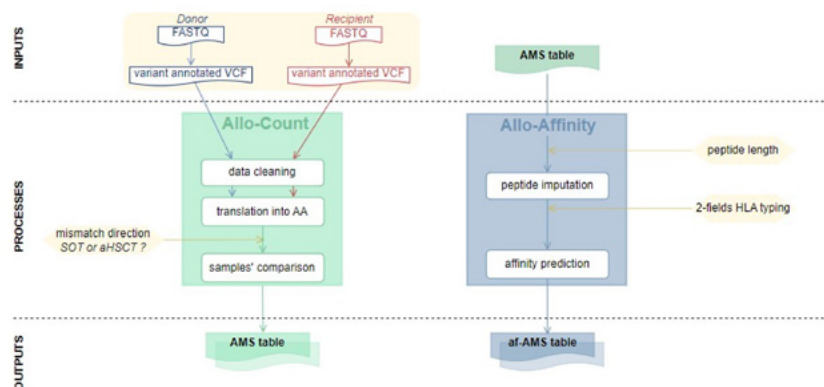 INPUTS
Donor
FASTQ
variant annotated VCF
Recipient
FASTQ
variant annotated VCF
AMS table
PROCESSES
Allo-Count
data cleaning
translation into AA
mismatch direction
SOT or aHSCT ?
samples' comparison
Allo-Affinity
peptide length
peptide imputation
2-fields HLA typing
affinity prediction
OUTPUTS
AMS table
af-AMS table